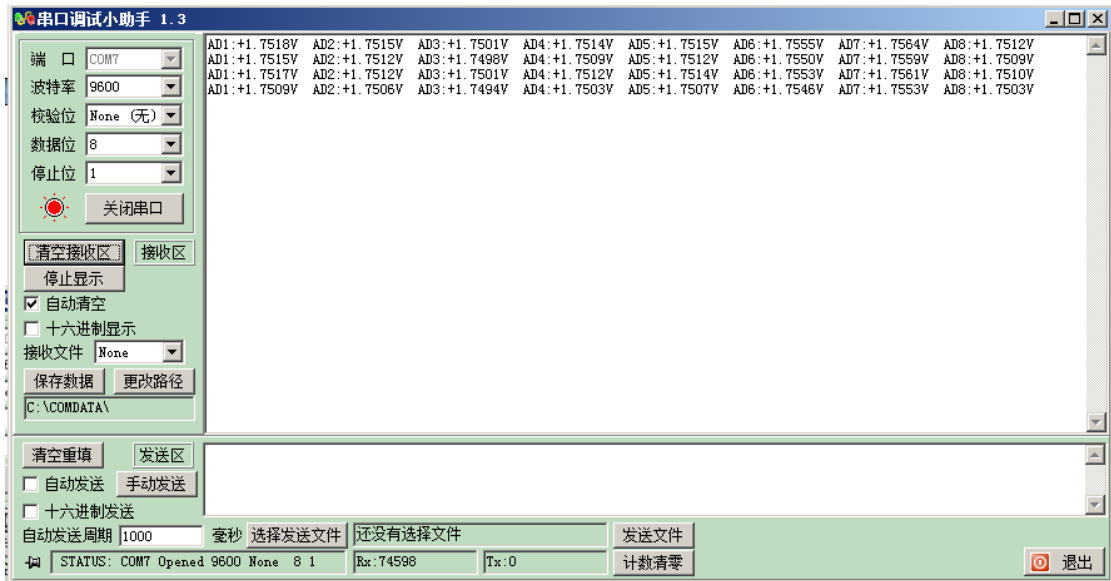 串口调试小助手 1.3
端 口 COM7
波特率 9600
校验位 None (无)
数据位 8
停止位 1
关闭串口
清空接收区 接收区
停止显示
自动清空
十六进制显示
接收文件 None
保存数据 更改路径
C:\COMDATA\
AD1:+1.7518V AD2:+1.7515V AD3:+1.7501V AD4:+1.7514V AD5:+1.7515V AD6:+1.7555V AD7:+1.7564V AD8:+1.7512V
AD1:+1.7515V AD2:+1.7512V AD3:+1.7498V AD4:+1.7509V AD5:+1.7512V AD6:+1.7550V AD7:+1.7559V AD8:+1.7509V
AD1:+1.7517V AD2:+1.7512V AD3:+1.7501V AD4:+1.7512V AD5:+1.7514V AD6:+1.7553V AD7:+1.7561V AD8:+1.7510V
AD1:+1.7509V AD2:+1.7506V AD3:+1.7494V AD4:+1.7503V AD5:+1.7507V AD6:+1.7546V AD7:+1.7553V AD8:+1.7503V
清空重填 发送区
自动发送 手动发送
十六进制发送
自动发送周期 1000 毫秒 选择发送文件 还没有选择文件 发送文件
STATUS: COM7 Opened 9600 None 8 1 Rx:74598 Tx:0 计数清零 退出